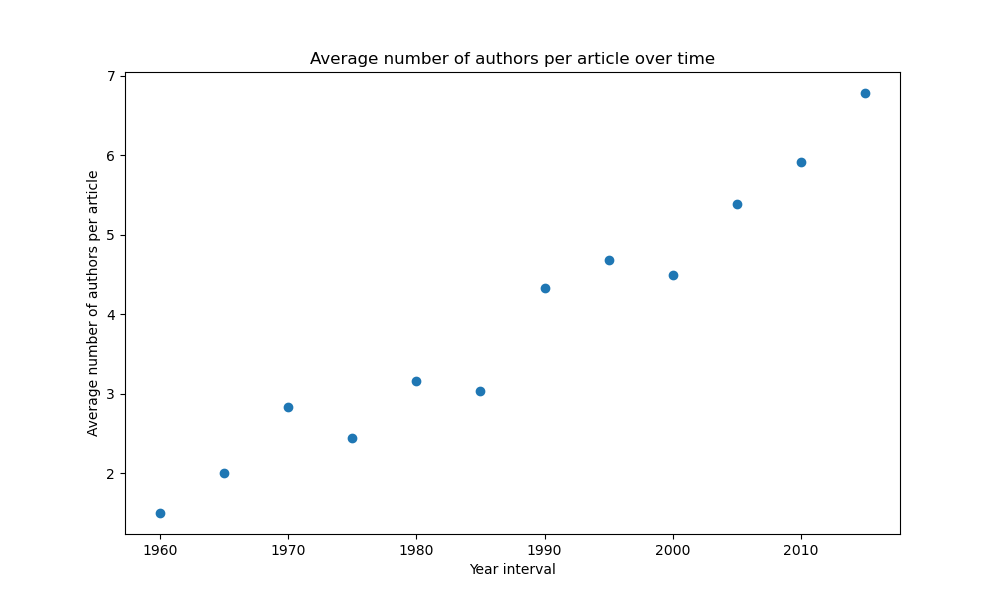 Average number of authors per article over time
Average number of authors per article
7
6
5
4
3
2
1960 1970 1980 1990 2000 2010
Year interval